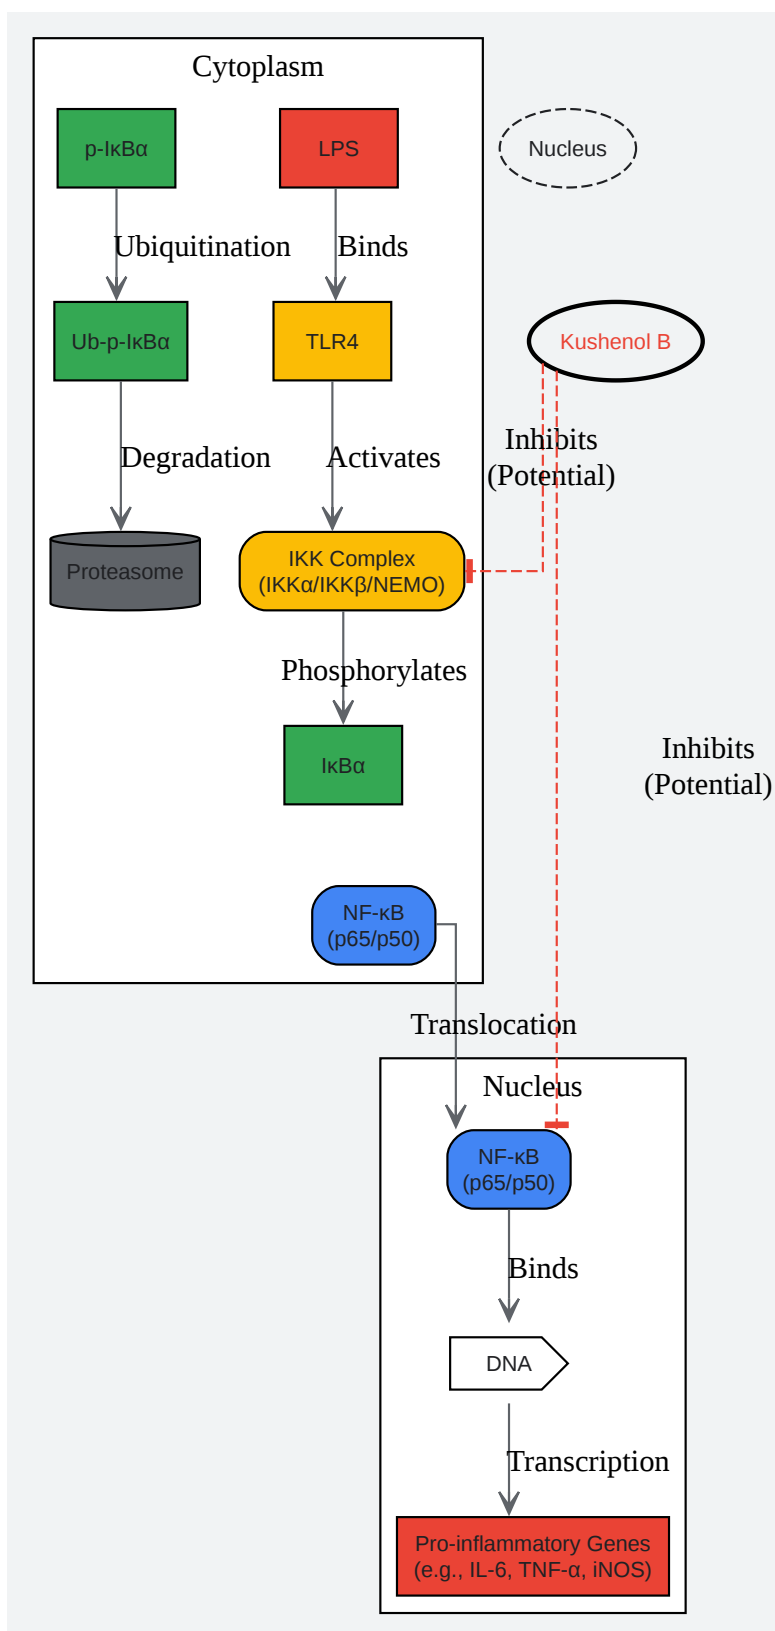 Cytoplasm
p-IκBα
LPS
Nucleus
Ubiquitination
Binds
Ub-p-IκBα
TLR4
Kushenol B
Degradation
Activates
Inhibits
(Potential)
Proteasome
IKK Complex
(IKKα/IKKβ/NEMO)
Phosphorylates
IκBα
Inhibits
(Potential)
NF-κB
(p65/p50)
Translocation
Nucleus
NF-κB
(p65/p50)
Binds
DNA
Transcription
Pro-inflammatory Genes
(e.g., IL-6, TNF-α, iNOS)